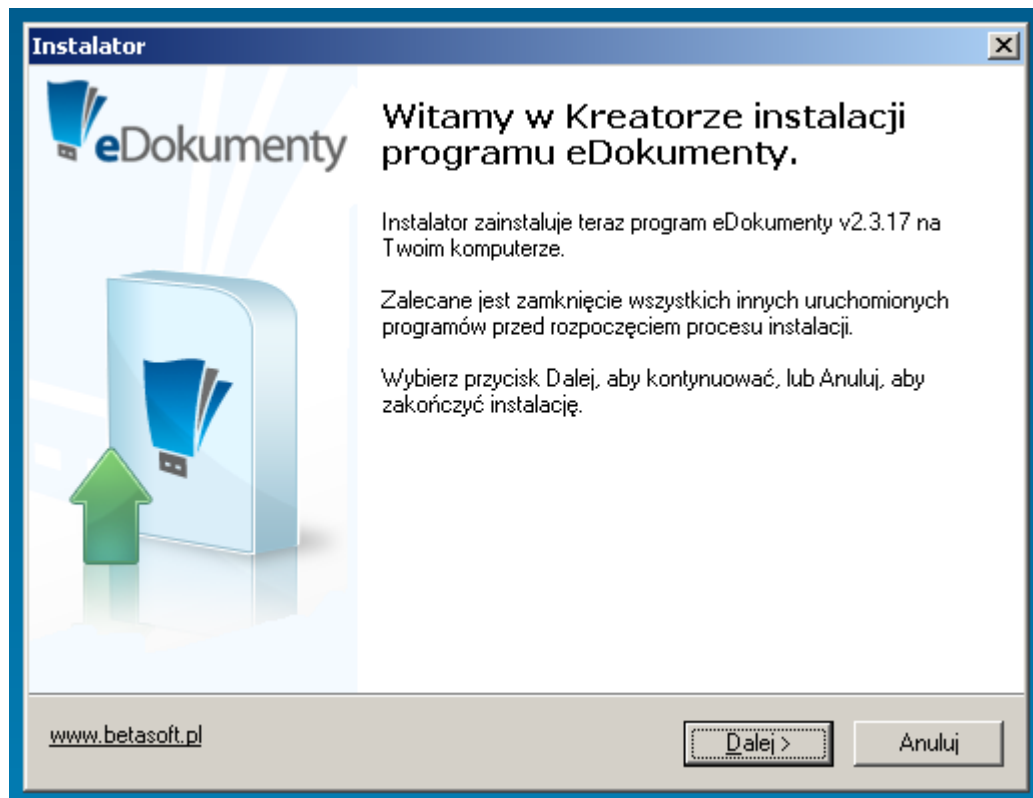 Instalator
eDokumenty
Witamy w Kreatorze instalacji
programu eDokumenty.
Instalator zainstaluje teraz program eDokumenty v2.3.17 na
Twoim komputerze.
Zalecane jest zamknięcie wszystkich innych uruchomionych
programów przed rozpoczęciem procesu instalacji.
Wybierz przycisk Dalej, aby kontynuować, lub Anuluj, aby
zakończyć instalację.
www.betasoft.pl
Dalej >
Anuluj